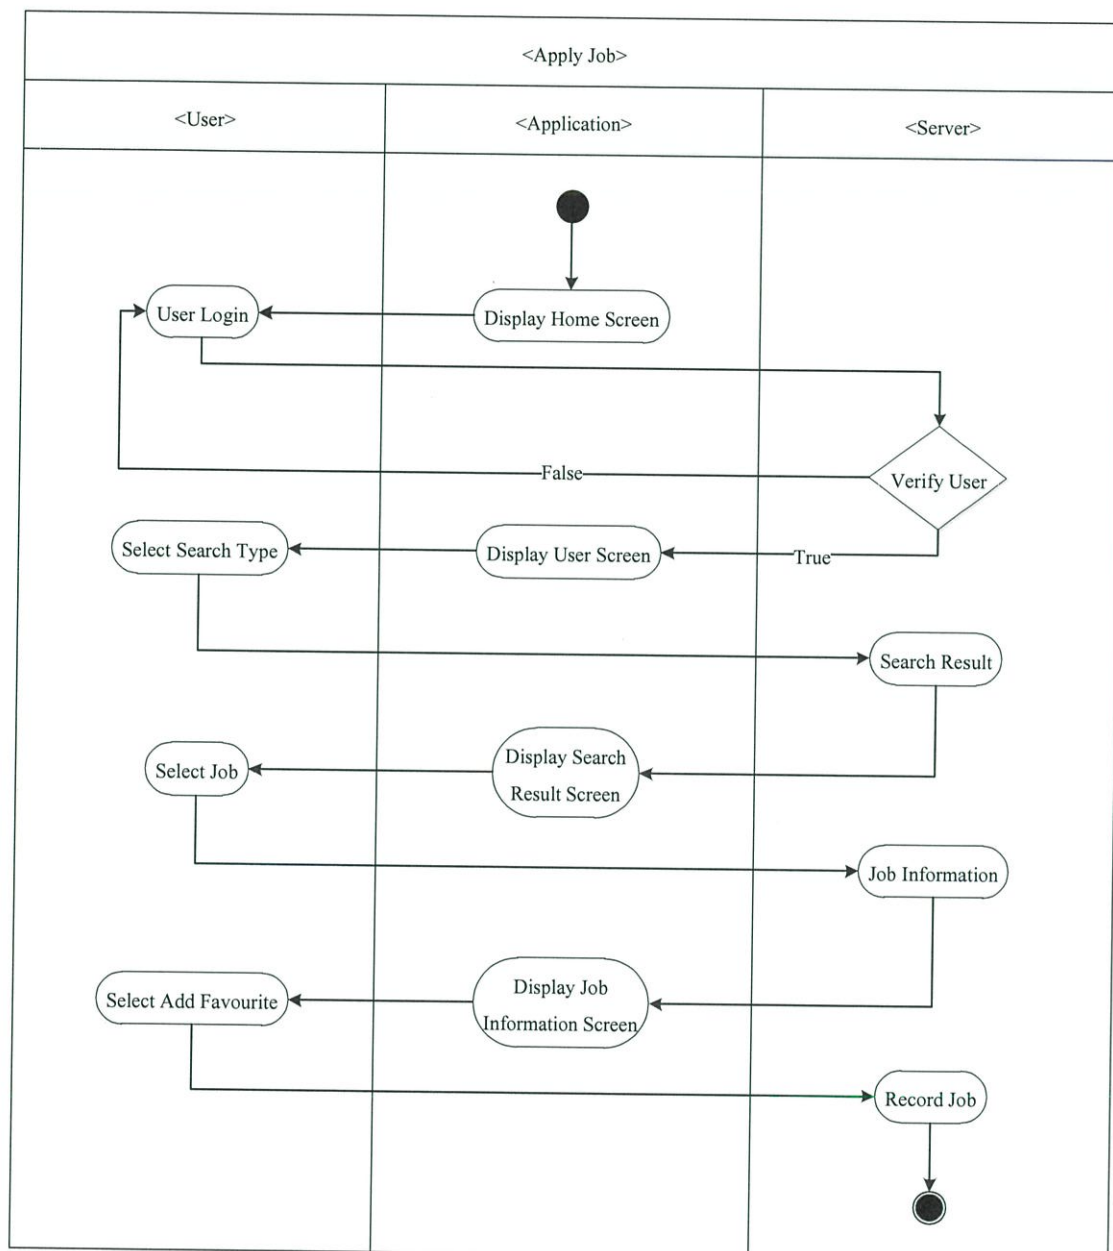 <Apply Job>
<User>
<Application>
<Server>
User Login
Display Home Screen
False
Verify User
Select Search Type
Display User Screen
True
Search Result
Select Job
Display Search
Result Screen
Job Information
Select Add Favourite
Display Job
Information Screen
Record Job